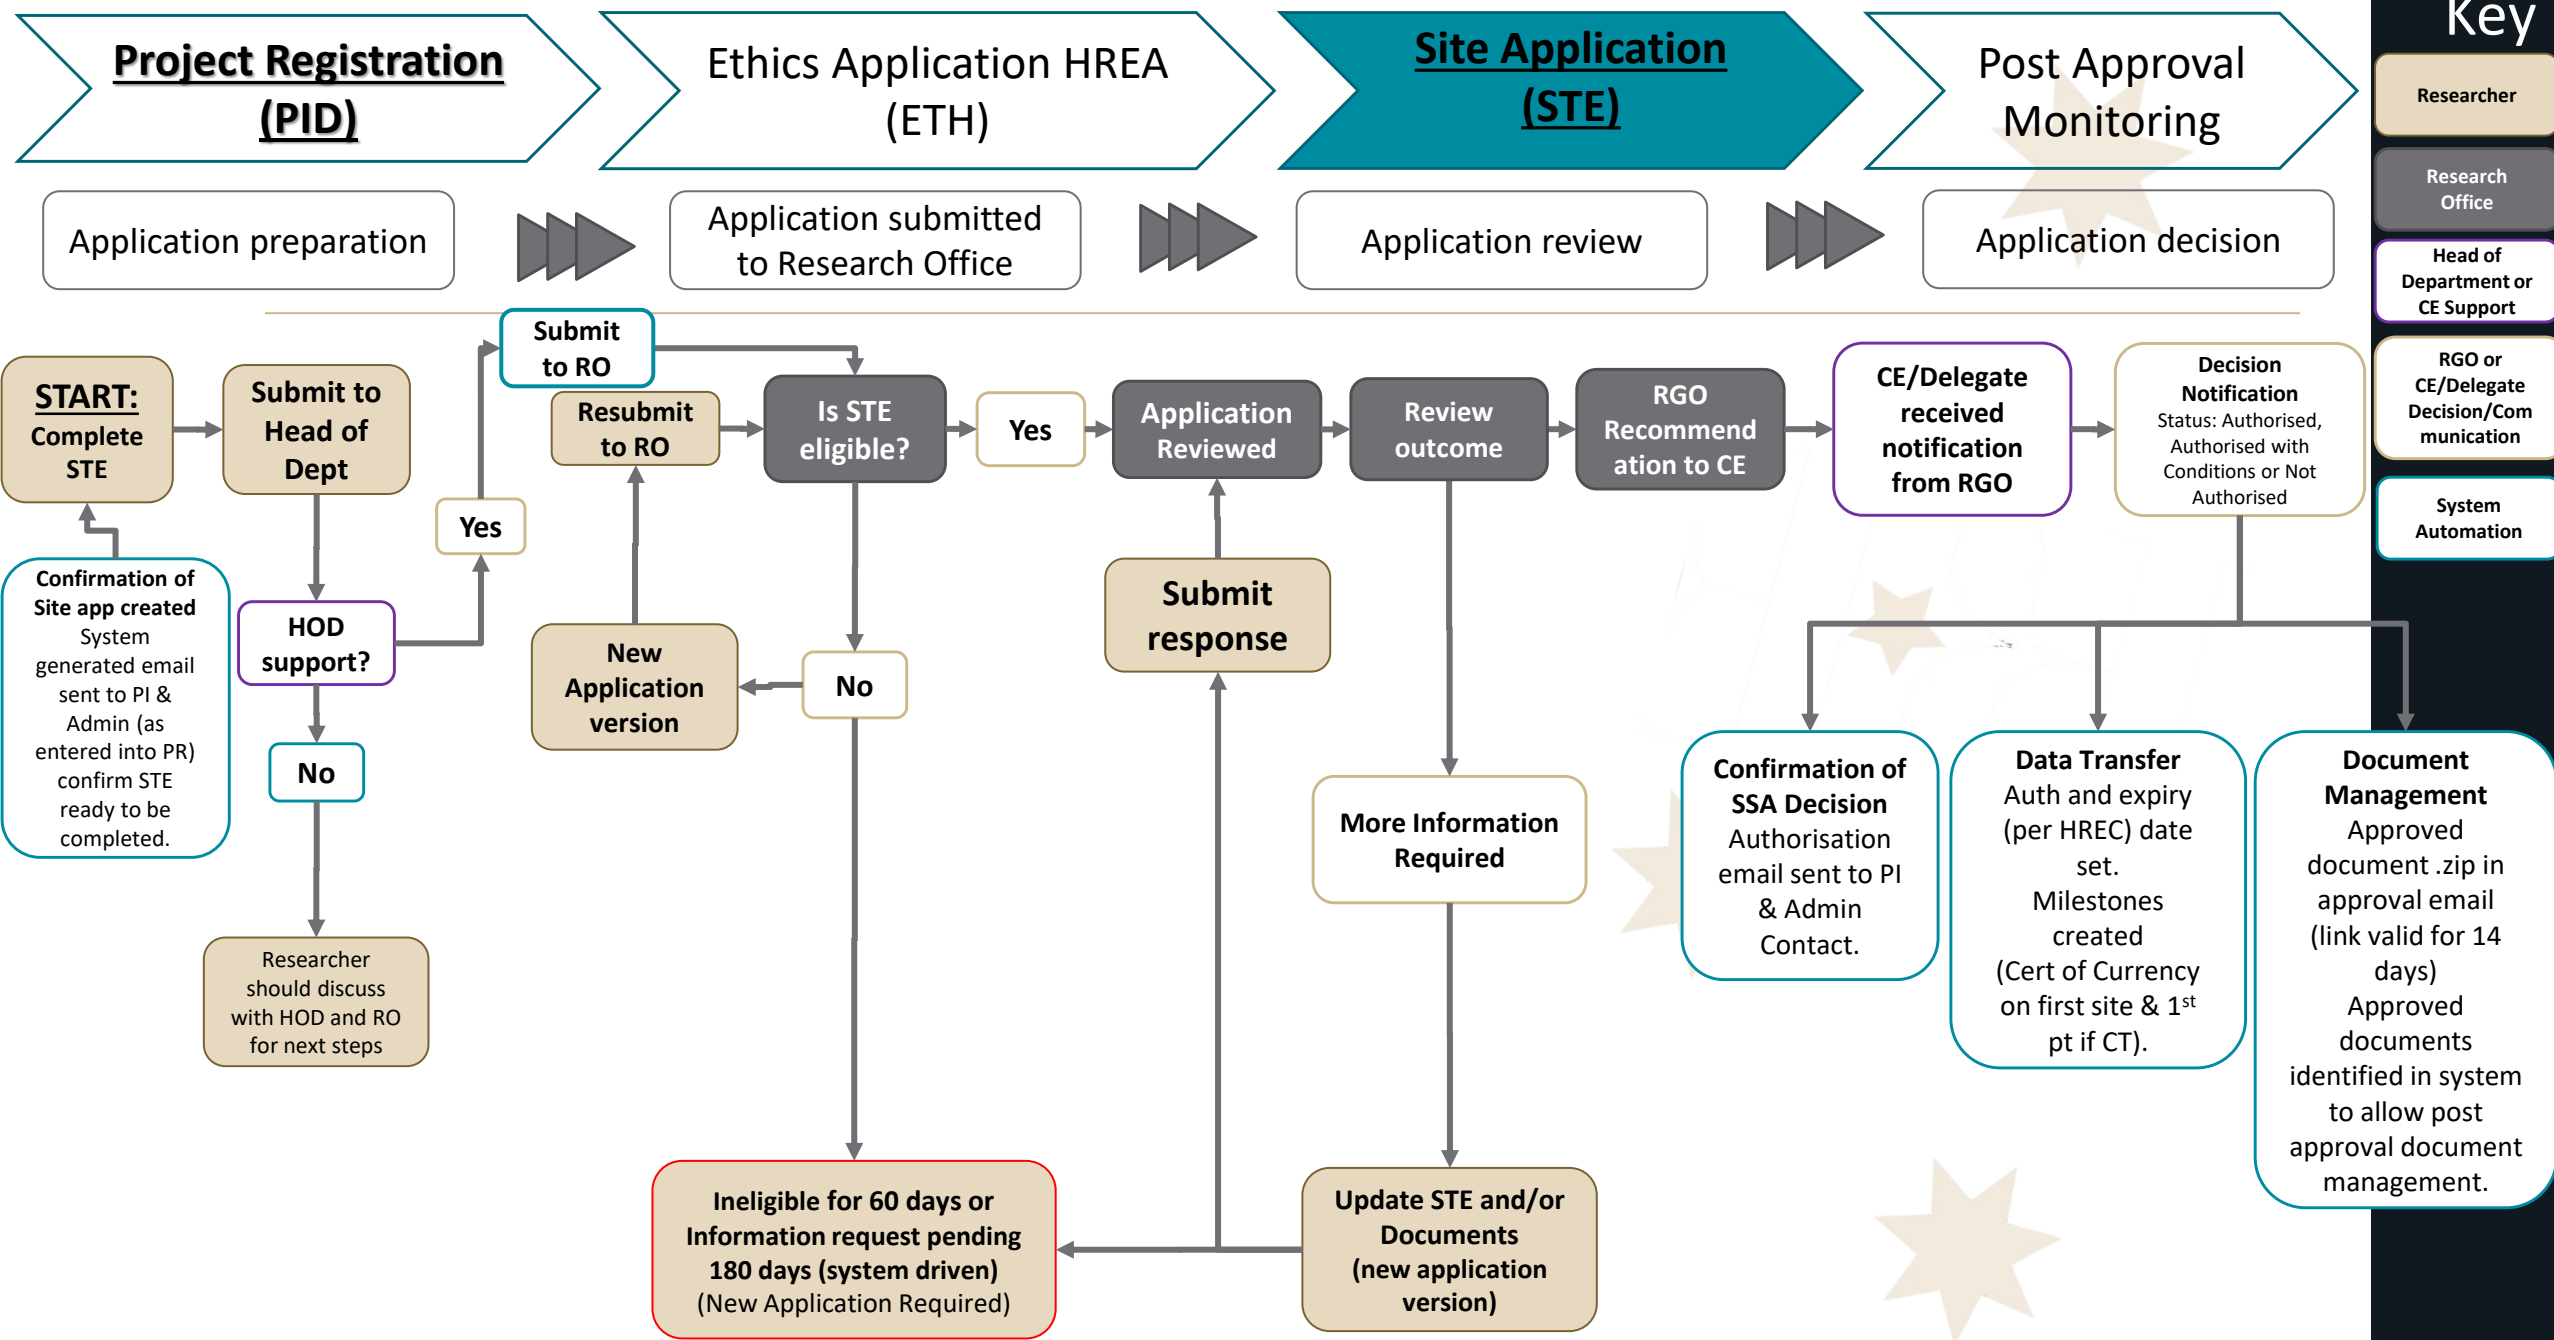 Project Registration
(PID)
Ethics Application HREA
(ETH)
Site Application
(STE)
Post Approval
Monitoring
Key
Researcher
Research
Office
Head of
Department or
CE Support
RGO or
CE/Delegate
Decision/Com
munication
System
Automation
Application preparation
Application submitted
to Research Office
Application review
Application decision
START:
Complete
STE
Submit to
Head of
Dept
Confirmation of
Site app created
System
generated email
sent to PI &
Admin (as
entered into PR)
confirm STE
ready to be
completed.
HOD
support?
Yes
No
Researcher
should discuss
with HOD and RO
for next steps
Submit
to RO
Resubmit
to RO
New
Application
version
Is STE
eligible?
No
Yes
Ineligible for 60 days or
Information request pending
180 days (system driven)
(New Application Required)
Application
Reviewed
Submit
response
Review
outcome
More Information
Required
Update STE and/or
Documents
(new application
version)
RGO
Recommend
ation to CE
CE/Delegate
received
notification
from RGO
Decision
Notification
Status: Authorised,
Authorised with
Conditions or Not
Authorised
Confirmation of
SSA Decision
Authorisation
email sent to PI
& Admin
Contact.
Data Transfer
Auth and expiry
(per HREC) date
set.
Milestones
created
(Cert of Currency
on first site & 1st
pt if CT).
Document
Management
Approved
document .zip in
approval email
(link valid for 14
days)
Approved
documents
identified in system
to allow post
approval document
management.